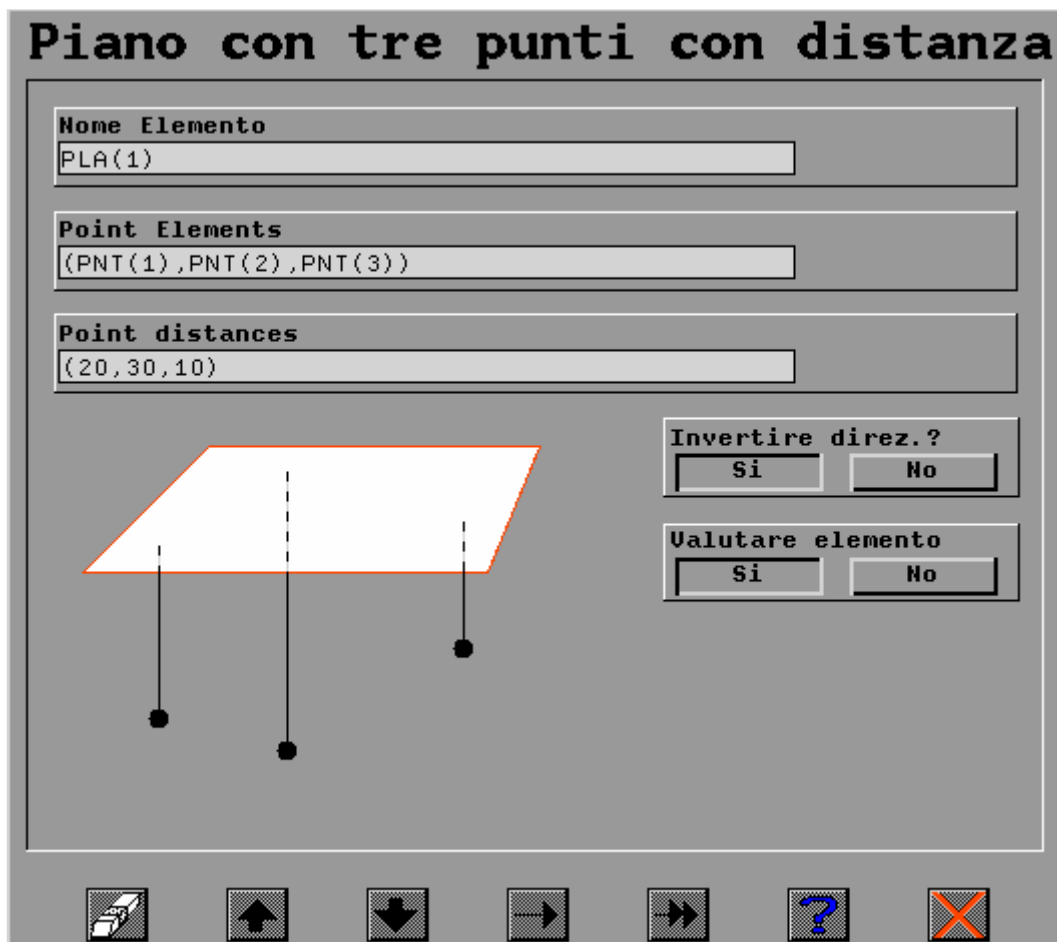 Piano con tre punti con distanza
Nome Elemento
PLA(1)
Point Elements
(PNT(1),PNT(2),PNT(3))
Point distances
(20,30,10)
Invertire direz.?
Si No
Valutare elemento
Si No
?